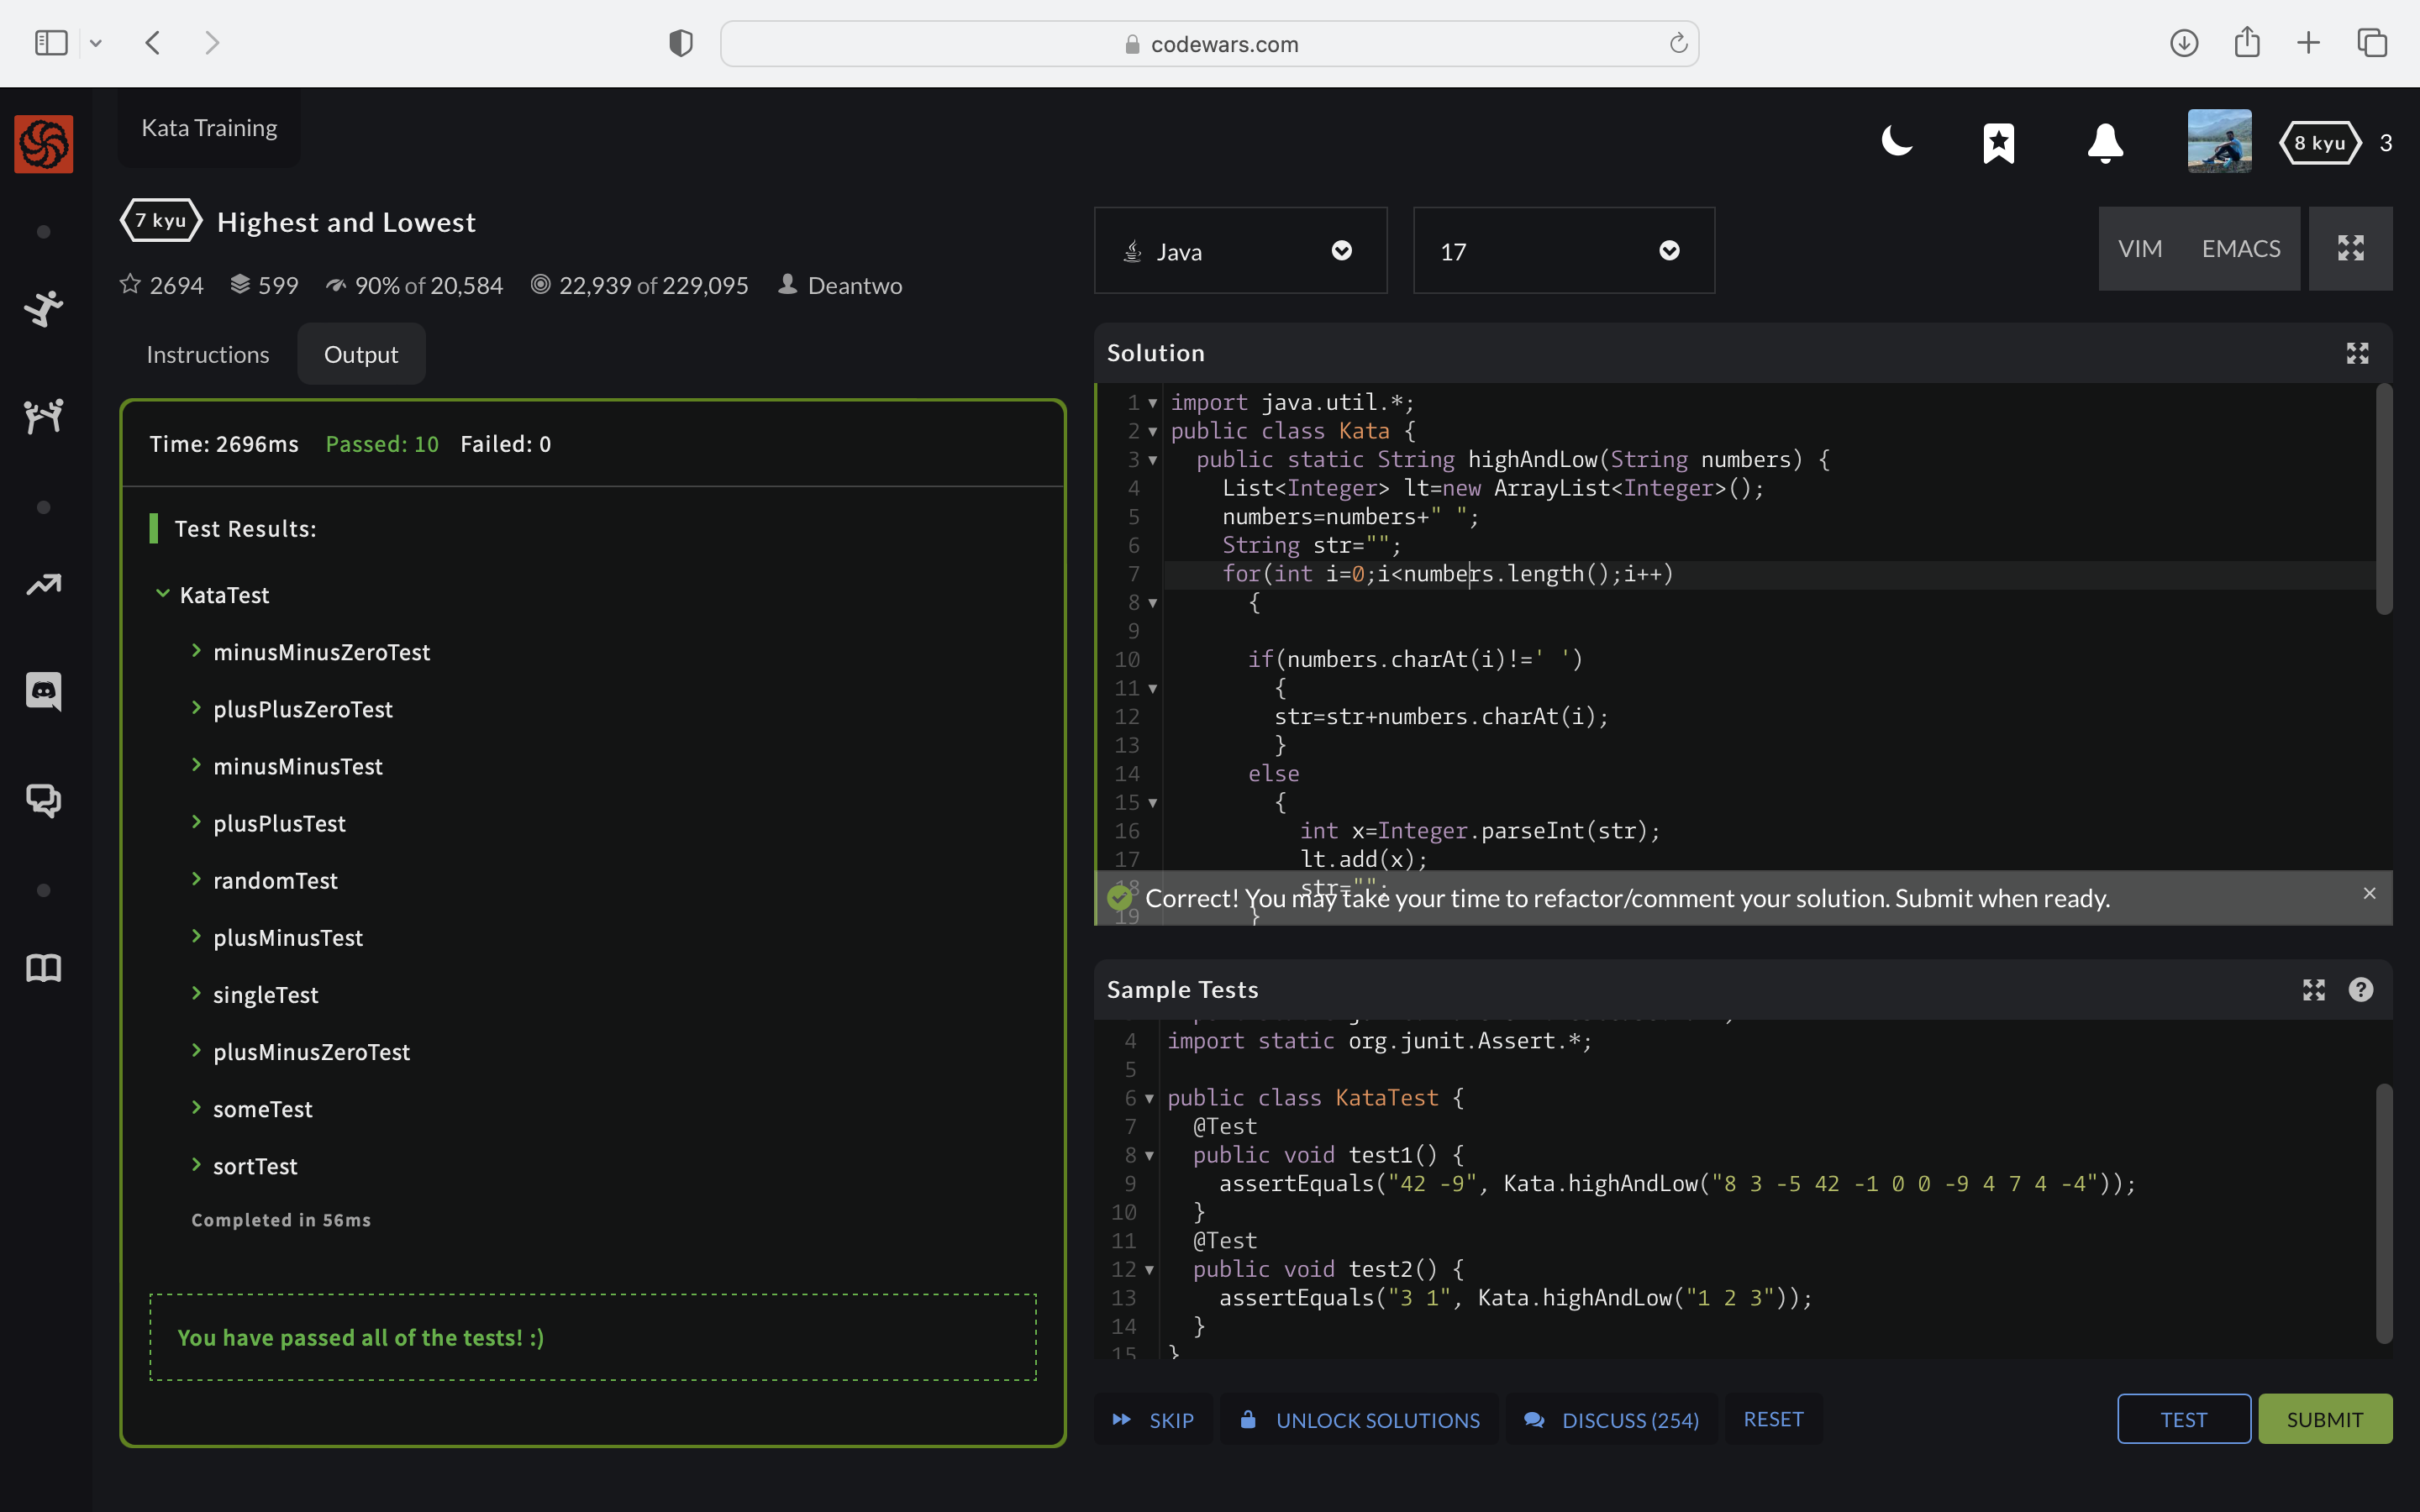 codewars.com
Kata Training
8 kyu 3
7 kyu Highest and Lowest
2694 599 90% of 20,584 22,939 of 229,095 Deantwo
Java 17 VIM EMACS
Instructions Output
Time: 2696ms Passed: 10 Failed: 0
Test Results:
KataTest
minusMinusZeroTest
plusPlusZeroTest
minusMinusTest
plusPlusTest
randomTest
plusMinusTest
singleTest
plusMinusZeroTest
someTest
sortTest
Completed in 56ms
You have passed all of the tests! :)
Solution
1 import java.util.*;
2 public class Kata {
3 public static String highAndLow(String numbers) {
4 List<Integer> lt=new ArrayList<Integer>();
5 numbers=numbers+" ";
6 String str="";
7 for(int i=0;i<numbers.length();i++)
8 {
9
10 if(numbers.charAt(i)!=' ')
11 {
12 str=str+numbers.charAt(i);
13 }
14 else
15 {
16 int x=Integer.parseInt(str);
17 lt.add(x);
18 str="";
19 }
Correct! You may take your time to refactor/comment your solution. Submit when ready.
Sample Tests
4 import static org.junit.Assert.*;
5
6 public class KataTest {
7 @Test
8 public void test1() {
9 assertEquals("42 -9", Kata.highAndLow("8 3 -5 42 -1 0 0 -9 4 7 4 -4"));
10 }
11 @Test
12 public void test2() {
13 assertEquals("3 1", Kata.highAndLow("1 2 3"));
14 }
15 }
SKIP UNLOCK SOLUTIONS DISCUSS (254) RESET TEST SUBMIT